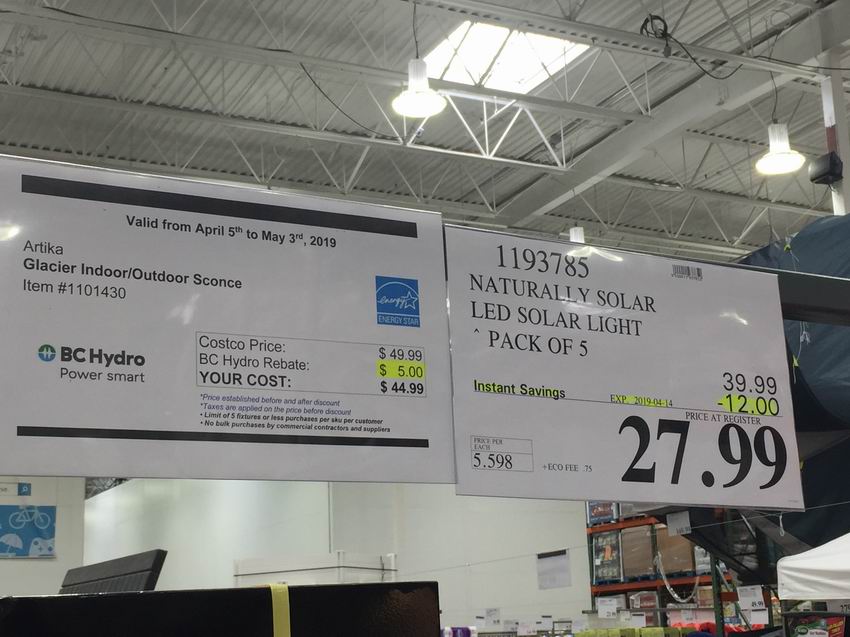 Valid from April 5th to May 3rd, 2019
Artika
Glacier Indoor/Outdoor Sconce
Item #1101430
energy
ENERGY STAR
BC Hydro
Power smart
Costco Price: $ 49.99
BC Hydro Rebate: $ 5.00
YOUR COST: $ 44.99
*Price established before and after discount
*Taxes are applied on the price before discount
• Limit of 5 fixtures or less purchases per sku per customer
• No bulk purchases by commercial contractors and suppliers
1193785
NATURALLY SOLAR
LED SOLAR LIGHT
^ PACK OF 5
39.99
Instant Savings EXP. 2019-04-14 -12.00
PRICE AT REGISTER
27.99
PRICE PER
EACH
5.598
+ECO FEE .75